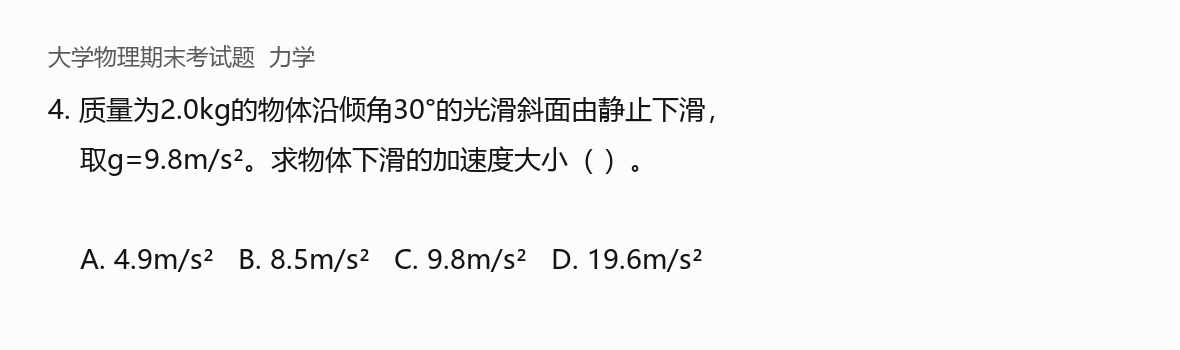 大学物理期末考试题 力学
4. 质量为2.0kg的物体沿倾角30°的光滑斜面由静止下滑，
取g=9.8m/s²。求物体下滑的加速度大小（ ）。
A. 4.9m/s² B. 8.5m/s² C. 9.8m/s² D. 19.6m/s²